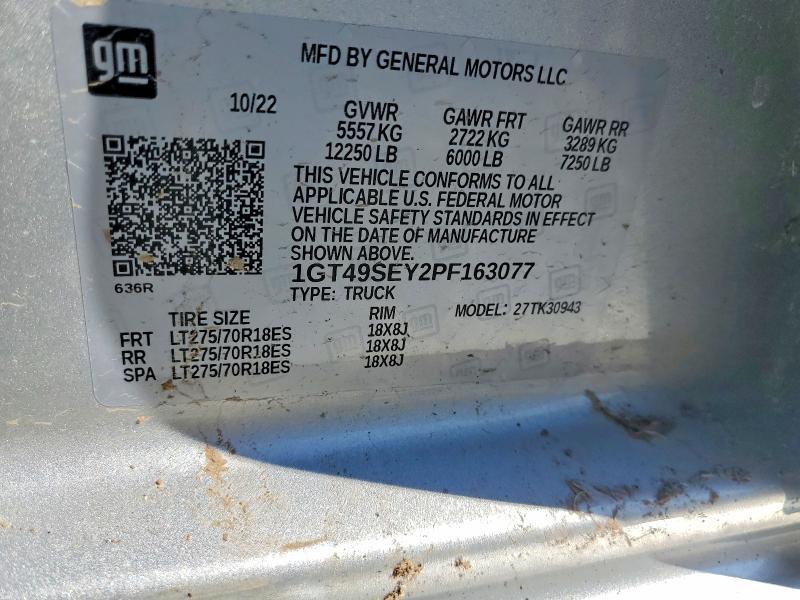 gm
MFD BY GENERAL MOTORS LLC
10/22 GVWR GAWR FRT GAWR RR
5557 KG 2722 KG 3289 KG
12250 LB 6000 LB 7250 LB
THIS VEHICLE CONFORMS TO ALL
APPLICABLE U.S. FEDERAL MOTOR
VEHICLE SAFETY STANDARDS IN EFFECT
ON THE DATE OF MANUFACTURE
SHOWN ABOVE.
1GT49SEY2PF163077
636R
TYPE: TRUCK MODEL: 27TK30943
TIRE SIZE RIM
FRT LT275/70R18ES 18X8J
RR LT275/70R18ES 18X8J
SPA LT275/70R18ES 18X8J